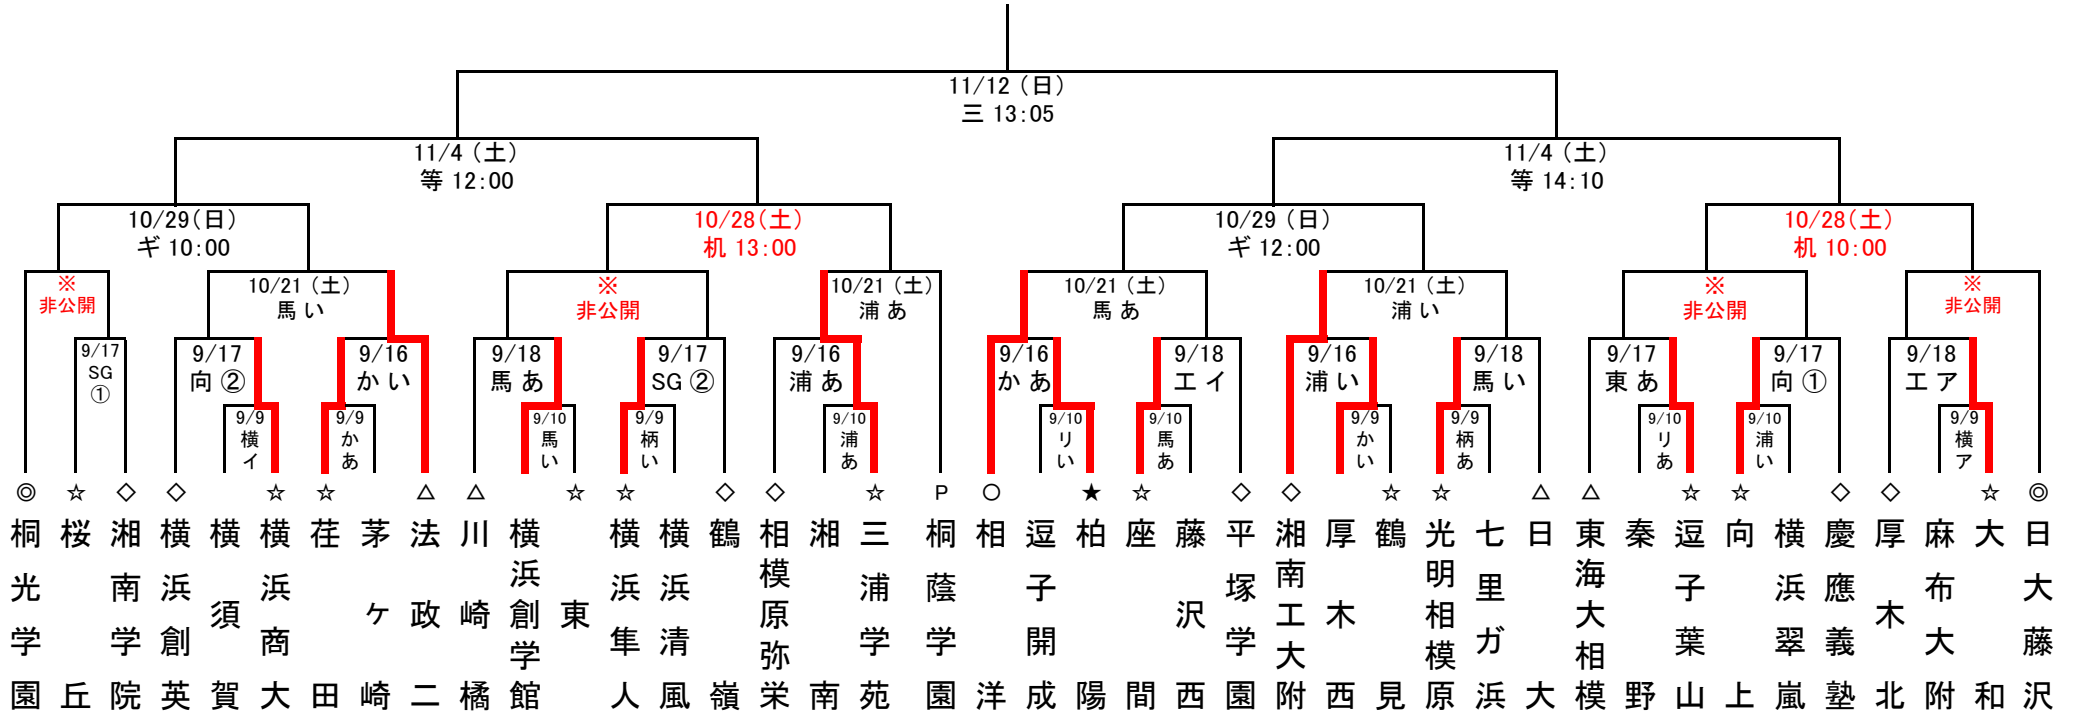 11/12（日）
三 13:05
11/4（土）
等 12:00
11/4（土）
等 14:10
10/29(日)
ギ 10:00
10/28(土)
机 13:00
10/29（日）
ギ 12:00
10/28(土)
机 10:00
※
非公開
10/21（土）
馬 い
※
非公開
10/21（土）
浦 あ
10/21（土）
馬 あ
10/21（土）
浦 い
※
非公開
※
非公開
9/17
SG
①
9/17
向 ②
9/16
か い
9/18
馬 あ
9/17
SG ②
9/16
浦 あ
9/16
か あ
9/18
エ イ
9/16
浦 い
9/18
馬 い
9/17
東 あ
9/17
向 ①
9/18
エ ア
9/9
横
イ
9/9
か
あ
9/10
馬
い
9/9
柄
い
9/10
浦
あ
9/10
リ
い
9/10
馬
あ
9/9
か
い
9/9
柄
あ
9/10
リ
あ
9/10
浦
い
9/9
横
ア
◎ ☆ ◇ ◇ ☆ ☆ △ △ ☆ ☆ ◇ ◇ ☆ P ○ ★ ☆ ◇ ◇ ☆ ☆ △ △ ☆ ☆ ◇ ◇ ☆ ◎
桐光学園
桜丘
湘南学院
横浜創英
横須賀
横浜商大
荏田
茅ヶ崎
法政二
川崎橘
横浜創学館
東
横浜隼人
横浜清風
鶴嶺
相模原弥栄
湘南
三浦学苑
桐蔭学園
相洋
逗子開成
柏陽
座間
藤沢西
平塚学園
湘南工大附
厚木西
鶴見
光明相模原
七里ガ浜
日大
東海大相模
秦野
逗子葉山
向上
横浜翠嵐
慶應義塾
厚木北
麻布大附
大和
日大藤沢